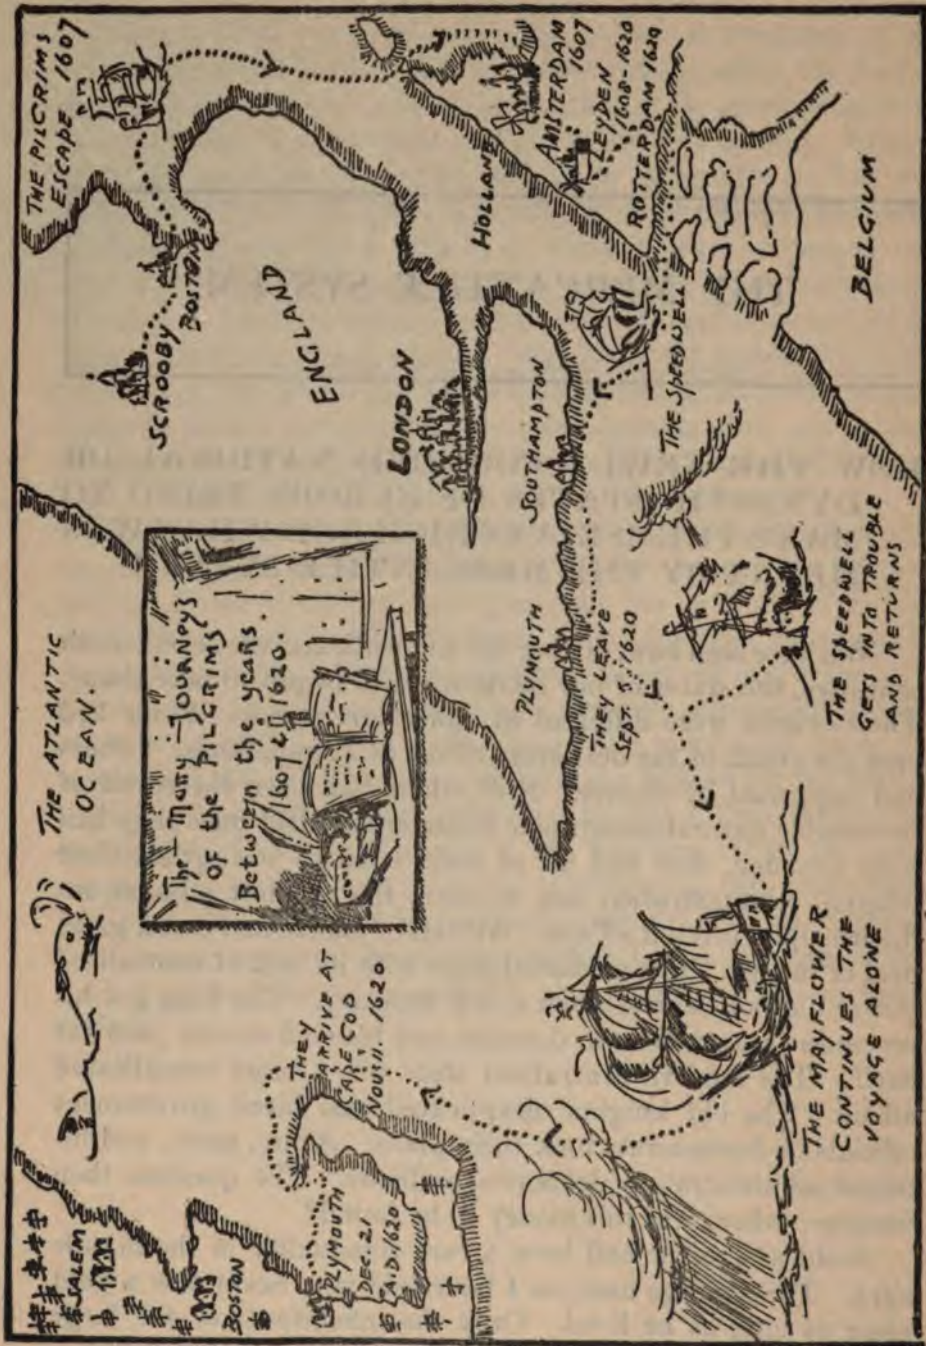 THE ATLANTIC
OCEAN.
The Many Journeys
of the PILGRIMS
Between the years.
1607 & 1620.
THE PILGRIMS
ESCAPE 1607
SCROOBY
BOSTON
ENGLAND
LONDON
HOLLAND
AMSTERDAM
1607
LEYDEN
1608-1620
ROTTERDAM 1620
BELGIUM
SOUTHAMPTON
THE SPEEDWELL
PLYMOUTH
THEY LEAVE
SEPT. 5. 1620
THE SPEEDWELL
GETS INTO TROUBLE
AND RETURNS
THE MAYFLOWER
CONTINUES THE
VOYAGE ALONE
THEY
ARRIVE AT
CAPE COD
NOV. 11. 1620
SALEM
BOSTON
PLYMOUTH
DEC. 21
AD 1620